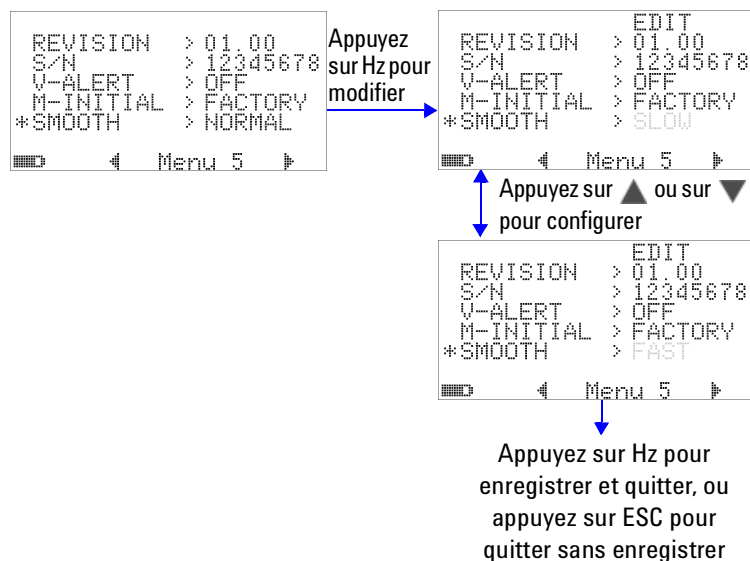 REVISION > 01.00
S/N > 12345678
V-ALERT > OFF
M-INITIAL > FACTORY
*SMOOTH > NORMAL
Menu 5
Appuyez
sur Hz pour
modifier
EDIT
REVISION > 01.00
S/N > 12345678
V-ALERT > OFF
M-INITIAL > FACTORY
*SMOOTH > SLOW
Menu 5
Appuyez sur ▲ ou sur ▼
pour configurer
EDIT
REVISION > 01.00
S/N > 12345678
V-ALERT > OFF
M-INITIAL > FACTORY
*SMOOTH > FAST
Menu 5
Appuyez sur Hz pour
enregistrer et quitter, ou
appuyez sur ESC pour
quitter sans enregistrer